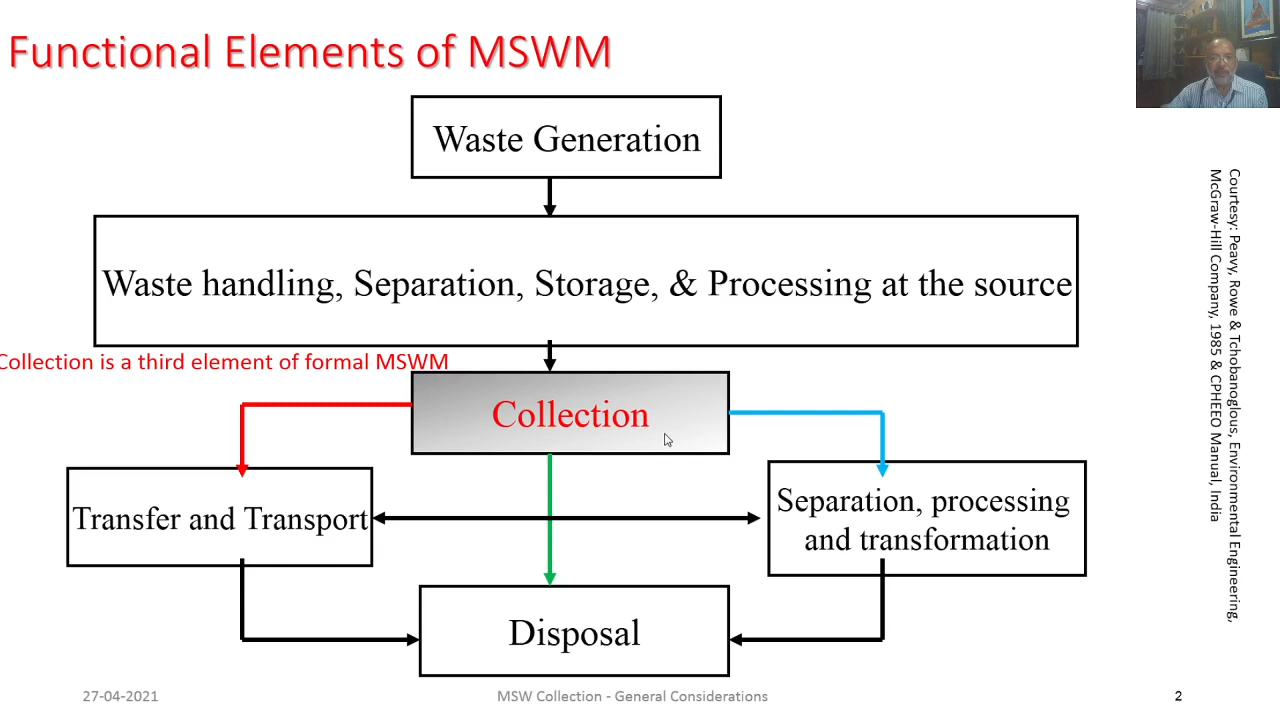 Functional Elements of MSWM
Waste Generation
Waste handling, Separation, Storage, & Processing at the source
Collection is a third element of formal MSWM
Collection
Transfer and Transport
Separation, processing
and transformation
Disposal
Courtesy: Peavy, Rowe & Tchobanoglous, Environmental Engineering,
McGraw-Hill Company, 1985 & CPHEEO Manual, India
27-04-2021
MSW Collection - General Considerations
2